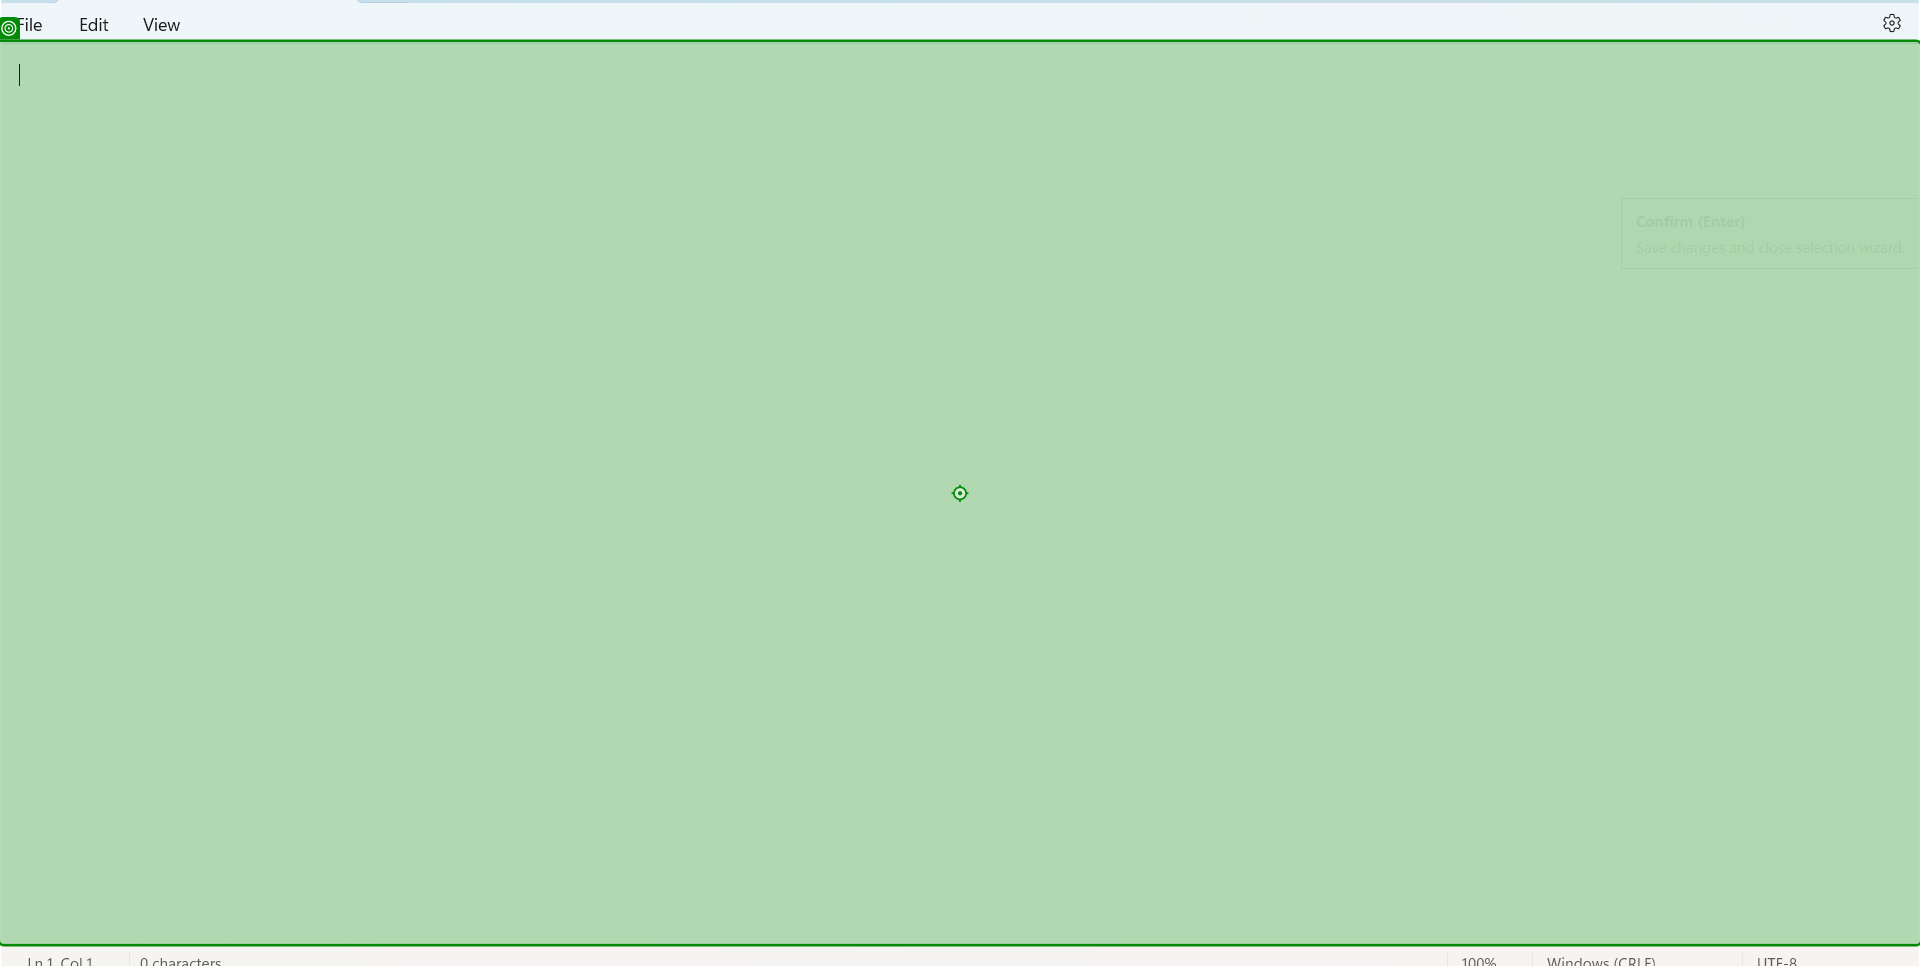 File Edit View
Confirm (Enter)
Save changes and close selection wizard.
Ln 1, Col 1 0 characters 100% Windows (CRLF) UTF-8